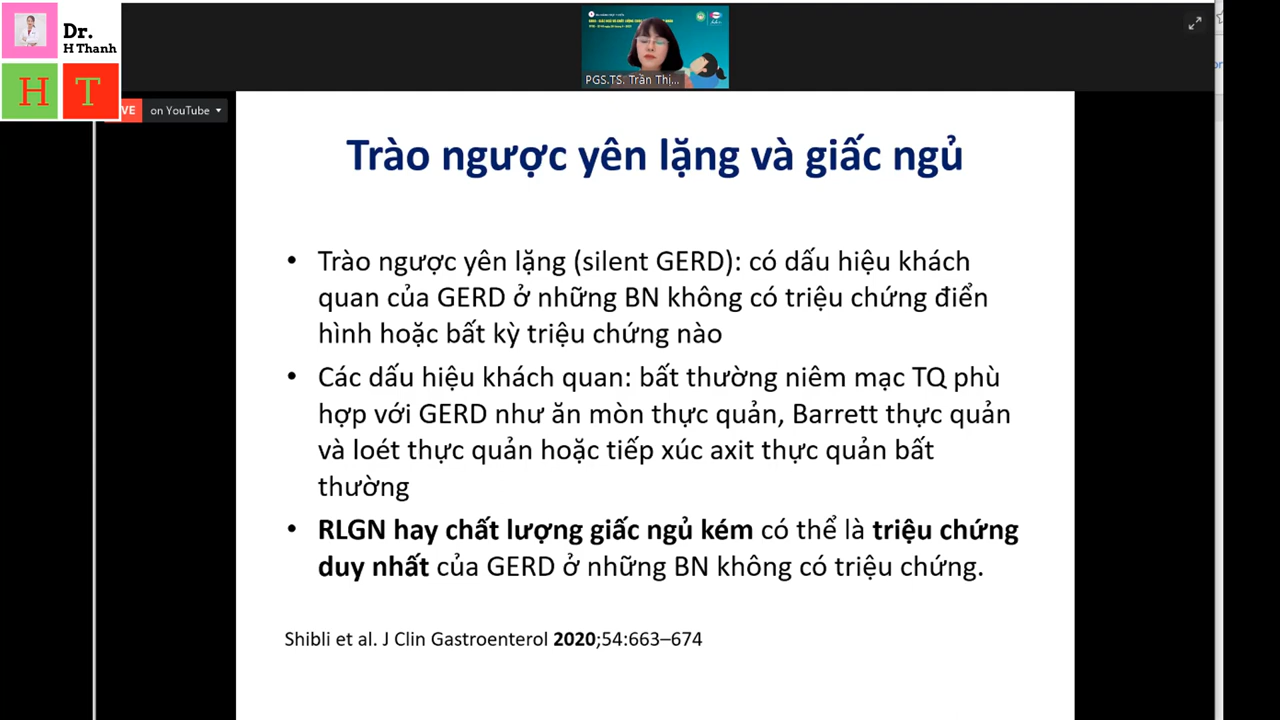 Dr.
H Thanh
H T
PGS.TS. Trần Thị...
VE on YouTube
Trào ngược yên lặng và giấc ngủ
• Trào ngược yên lặng (silent GERD): có dấu hiệu khách
quan của GERD ở những BN không có triệu chứng điển
hình hoặc bất kỳ triệu chứng nào
• Các dấu hiệu khách quan: bất thường niêm mạc TQ phù
hợp với GERD như ăn mòn thực quản, Barrett thực quản
và loét thực quản hoặc tiếp xúc axit thực quản bất
thường
• RLGN hay chất lượng giấc ngủ kém có thể là triệu chứng
duy nhất của GERD ở những BN không có triệu chứng.
Shibli et al. J Clin Gastroenterol 2020;54:663–674